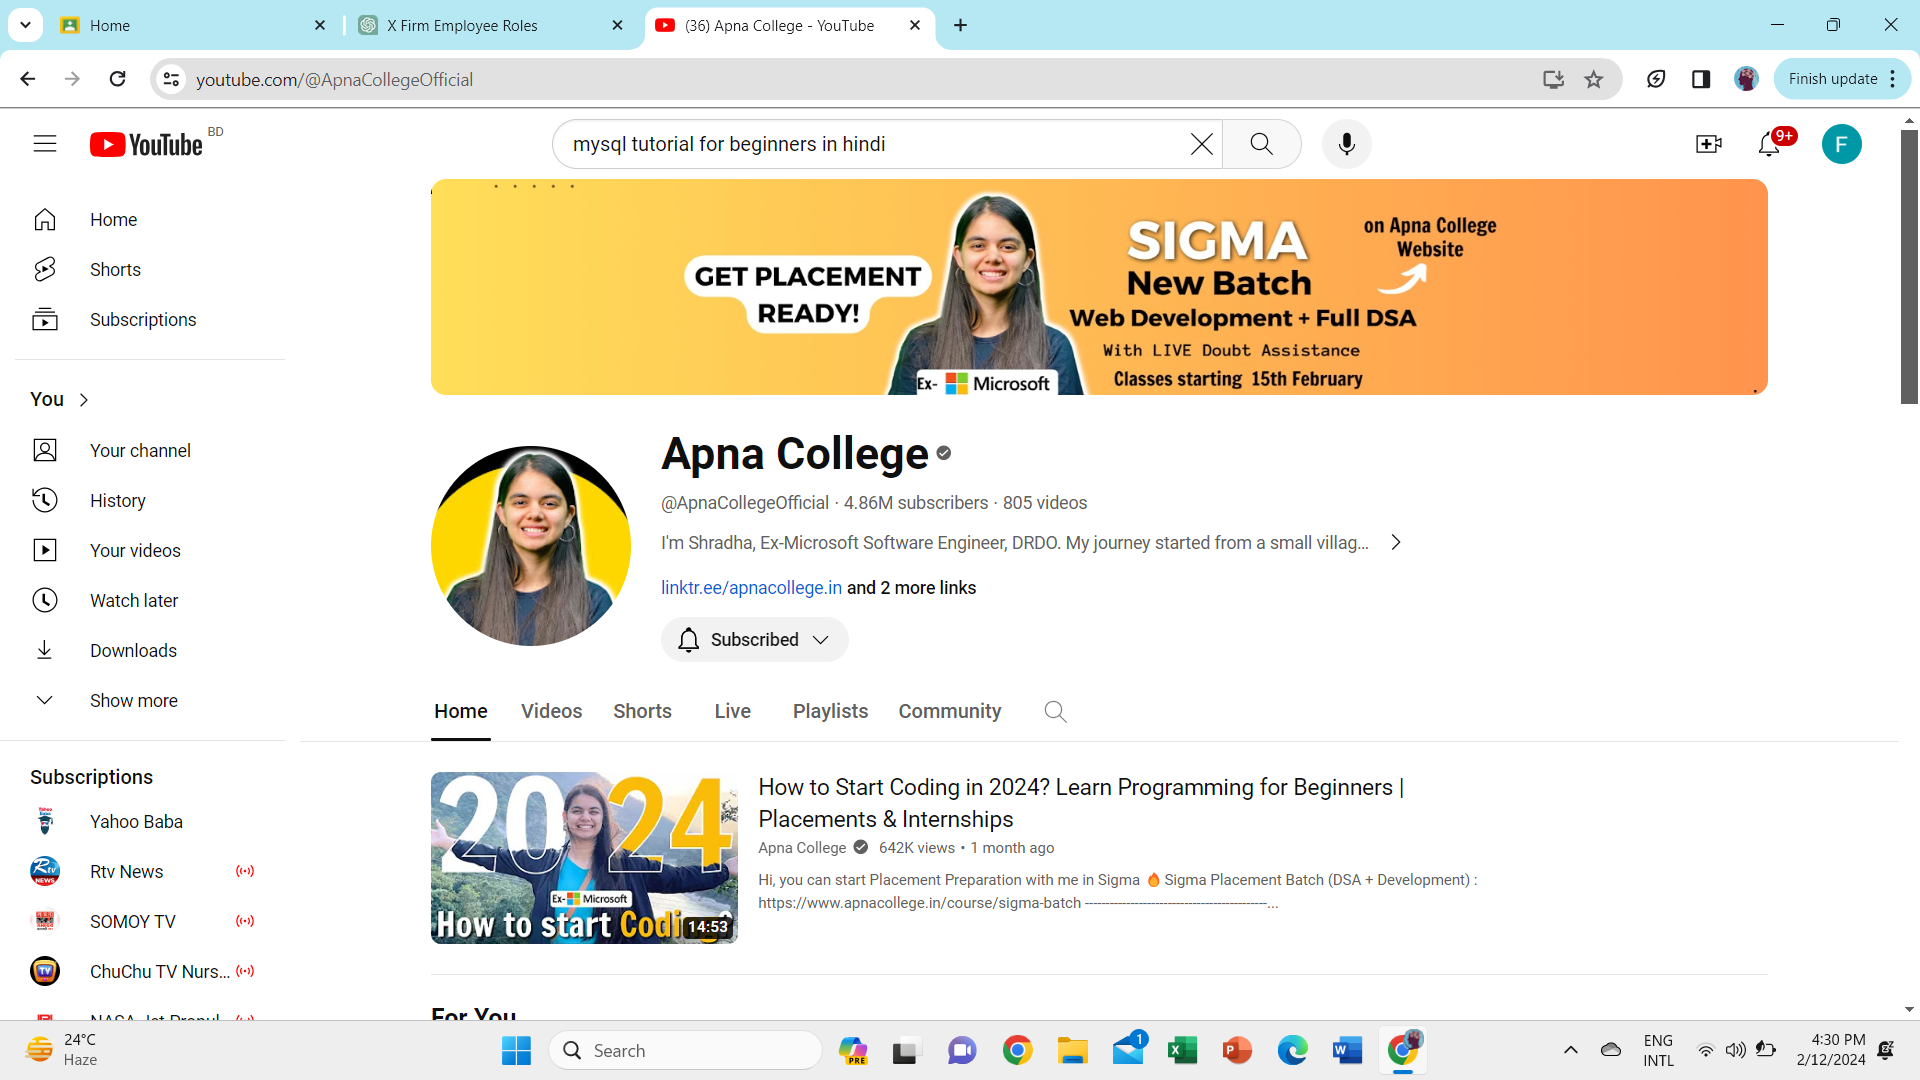 Home
X Firm Employee Roles
(36) Apna College - YouTube
youtube.com/@ApnaCollegeOfficial
Finish update
YouTube BD
mysql tutorial for beginners in hindi
9+
F
Home
Shorts
Subscriptions
You
Your channel
History
Your videos
Watch later
Downloads
Show more
Subscriptions
Yahoo Baba
Rtv News
SOMOY TV
ChuChu TV Nurs...
GET PLACEMENT
READY!
Ex- Microsoft
SIGMA
New Batch
Web Development + Full DSA
With LIVE Doubt Assistance
Classes starting 15th February
on Apna College
Website
Apna College
@ApnaCollegeOfficial · 4.86M subscribers · 805 videos
I'm Shradha, Ex-Microsoft Software Engineer, DRDO. My journey started from a small villag...
linktr.ee/apnacollege.in and 2 more links
Subscribed
Home
Videos
Shorts
Live
Playlists
Community
2024
Ex- Microsoft
How to start
14:53
How to Start Coding in 2024? Learn Programming for Beginners |
Placements & Internships
Apna College 642K views • 1 month ago
Hi, you can start Placement Preparation with me in Sigma 🔥 Sigma Placement Batch (DSA + Development) :
https://www.apnacollege.in/course/sigma-batch --------------------------------------------...
For You
24°C
Haze
Search
PRE
1
ENG
INTL
4:30 PM
2/12/2024